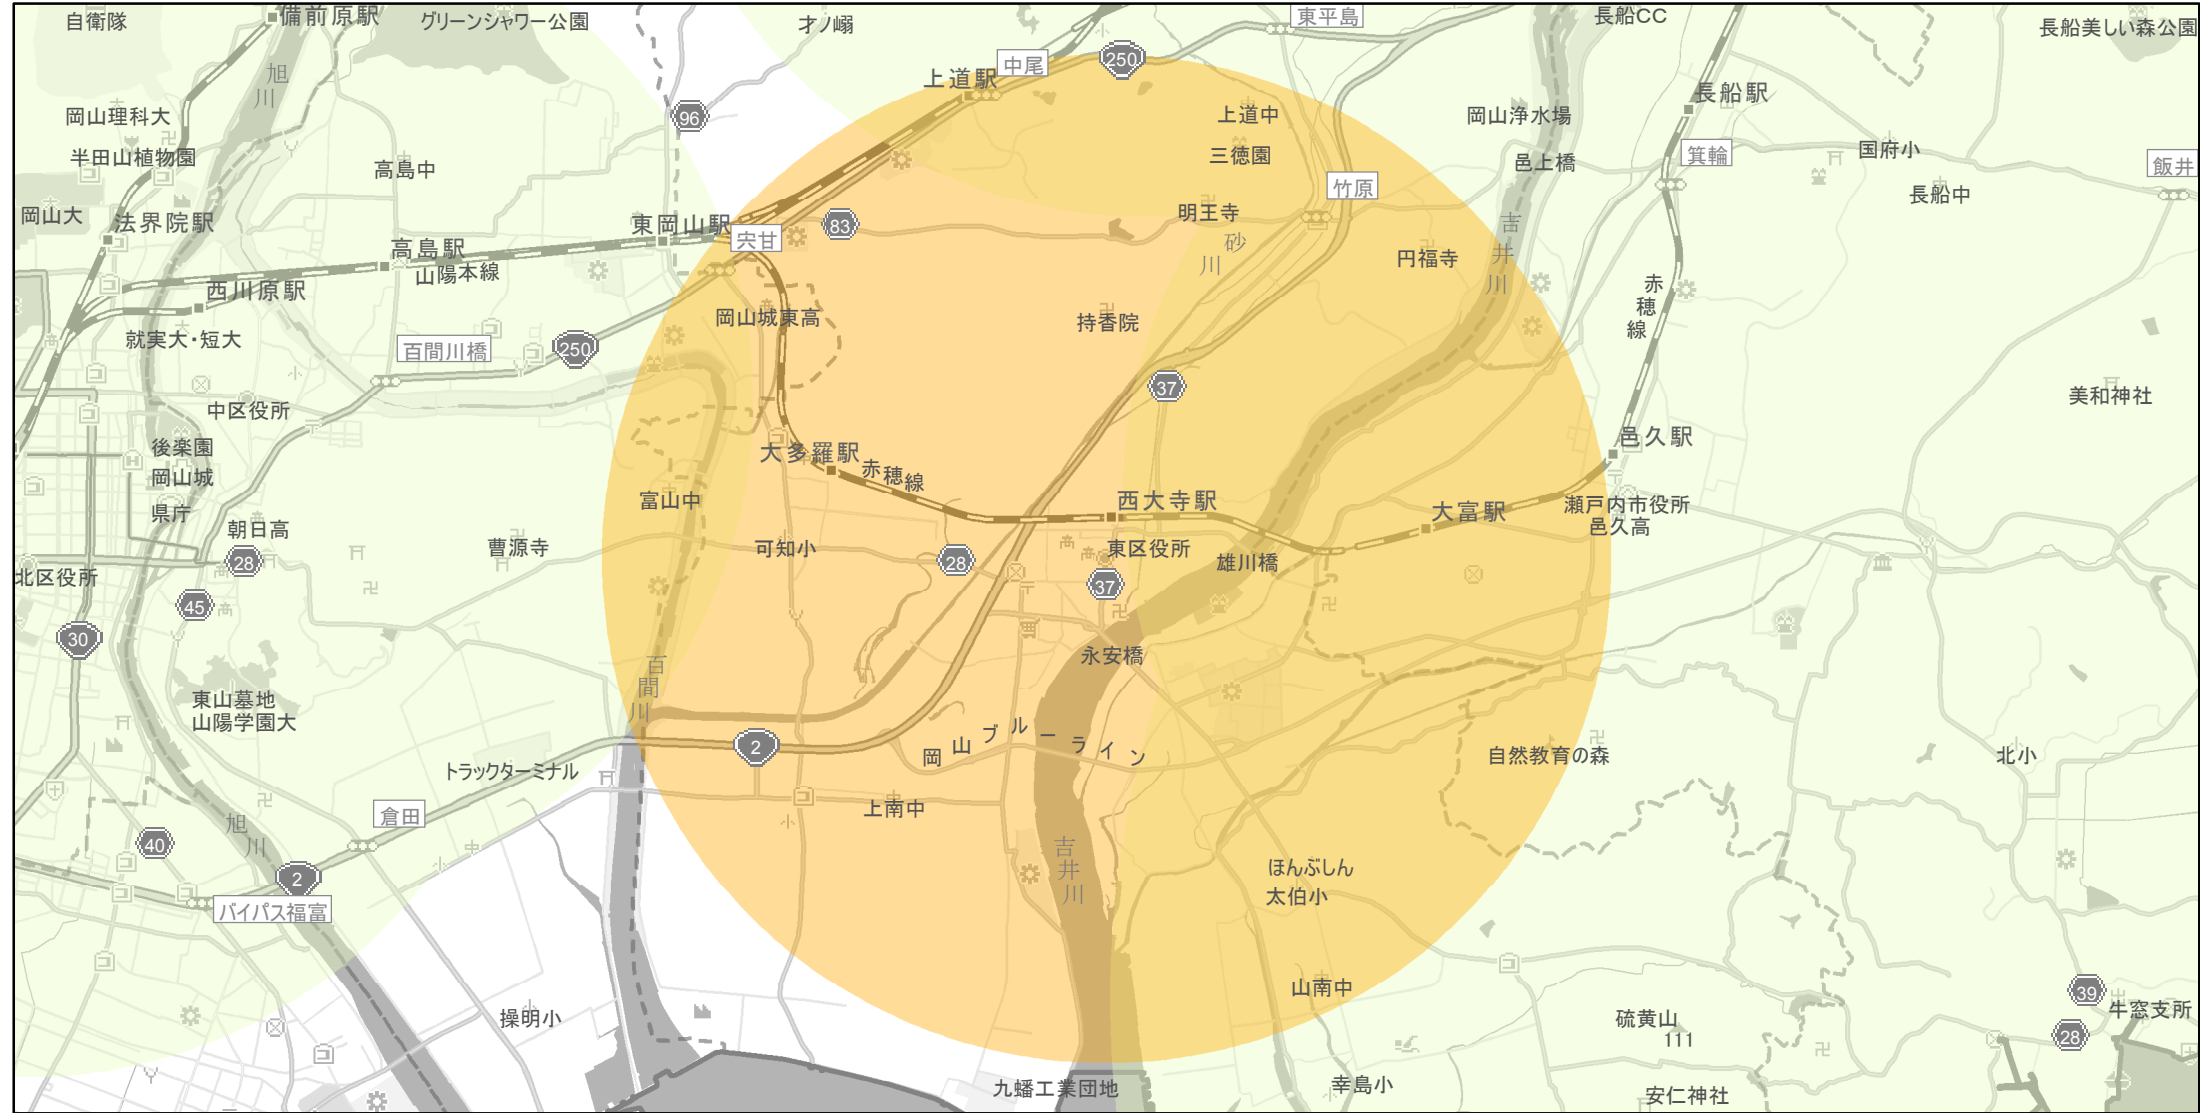 自衛隊
備前原駅
グリーンシャワー公園
才ノ嵶
東平島
長船CC
長船美しい森公園
旭川
上道駅
中尾
250
長船駅
岡山理科大
96
上道中
岡山浄水場
半田山植物園
高島中
三徳園
邑上橋
箕輪
国府小
飯井
竹原
長船中
岡山大
法界院駅
東岡山駅
宍甘
83
明王寺
砂川
吉井川
高島駅
山陽本線
円福寺
西川原駅
赤穂線
就実大・短大
百間川橋
250
岡山城東高
持香院
37
中区役所
美和神社
後楽園
岡山城
大多羅駅
赤穂線
邑久駅
県庁
富山中
西大寺駅
大富駅
瀬戸内市役所
邑久高
朝日高
28
曹源寺
可知小
28
東区役所
雄川橋
北区役所
37
45
30
百間川
永安橋
東山墓地
山陽学園大
2
岡山ブルーライン
自然教育の森
北小
トラックターミナル
倉田
上南中
旭川
40
吉井川
2
バイパス福富
ほんぶしん
太伯小
山南中
39
操明小
硫黄山
111
牛窓支所
28
九蟠工業団地
幸島小
安仁神社